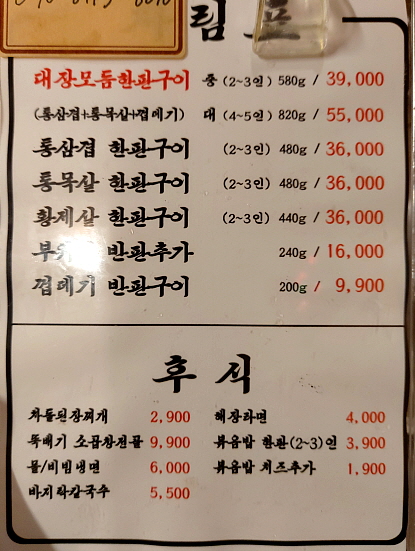 림표
대장모듬한판구이 중 (2~3인) 580g / 39,000
(통삼겹+통목살+껍데기) 대 (4~5인) 820g / 55,000
통삼겹 한판구이 (2~3인) 480g / 36,000
통목살 한판구이 (2~3인) 480g / 36,000
황제살 한판구이 (2~3인) 440g / 36,000
반판추가 240g / 16,000
껍데기 반판구이 200g / 9,900
후식
차돌된장찌개 2,900
뚝배기 소곱창전골 9,900
물/비빔냉면 6,000
바지락칼국수 5,500
해장라면 4,000
볶음밥 한판(2~3)인 3,900
볶음밥 치즈추가 1,900